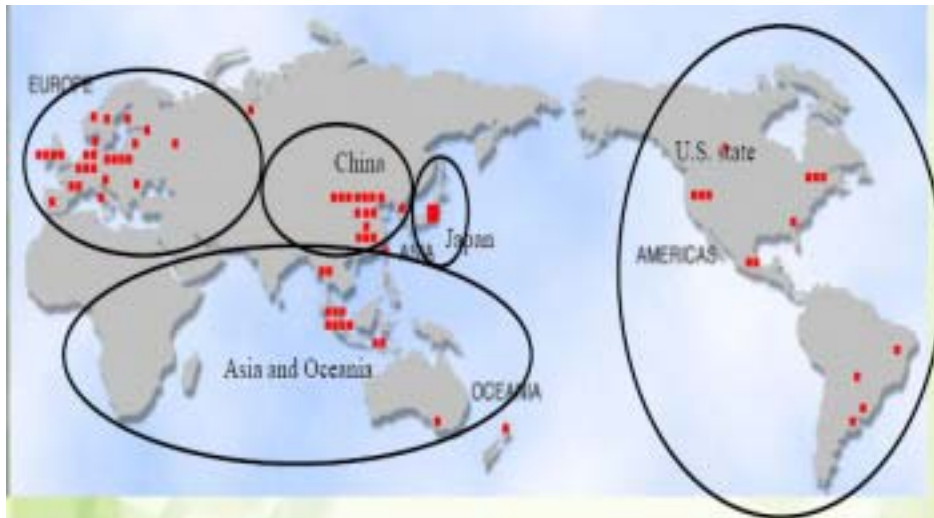 EUROPE
China
U.S. state
ASIA
Japan
AMERICAS
Asia and Oceania
OCEANIA